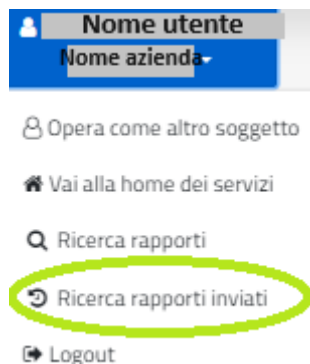 Nome utente
Nome azienda
Opera come altro soggetto
Vai alla home dei servizi
Ricerca rapporti
Ricerca rapporti inviati
Logout